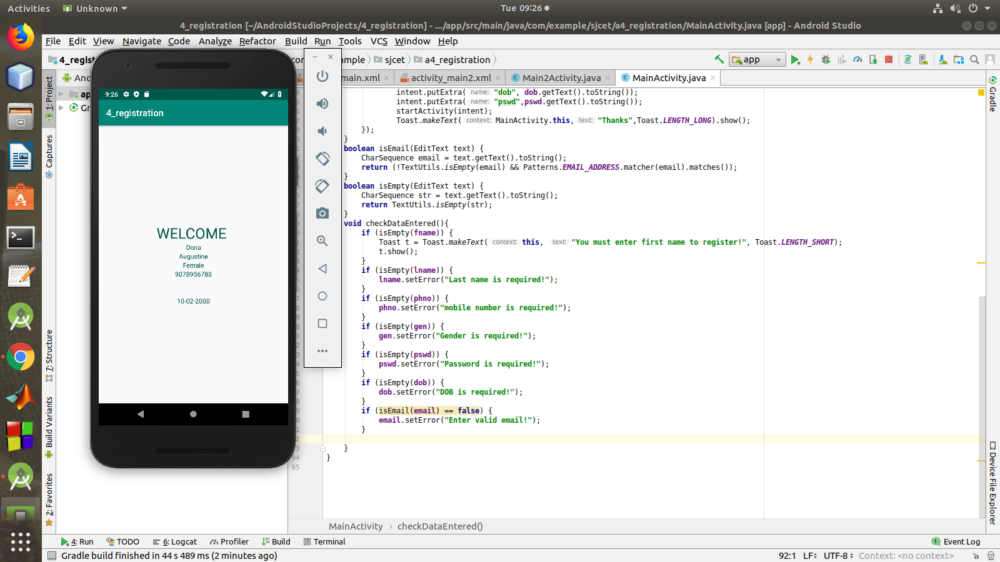 Activities
Unknown
Tue 09:26
4_registration [~/AndroidStudioProjects/4_registration] - .../app/src/main/java/com/example/sjcet/a4_registration/MainActivity.java [app] - Android Studio
File Edit View Navigate Code Analyze Refactor Build Run Tools VCS Window Help
4_regist
ample sjcet a4_registration
app
main.xml
activity_main2.xml
Main2Activity.java
MainActivity.java
1: Project
Captures
7: Structure
Build Variants
2: Favorites
Gradle
Device File Explorer
9:26
4_registration
WELCOME
Dona
Augustine
Female
9078956780
10-02-2000
intent.putExtra( name: "dob", dob.getText().toString());
intent.putExtra( name: "pswd",pswd.getText().toString());
startActivity(intent);
Toast.makeText( context: MainActivity.this, text: "Thanks",Toast.LENGTH_LONG).show();
});
}
boolean isEmail(EditText text) {
CharSequence email = text.getText().toString();
return (!TextUtils.isEmpty(email) && Patterns.EMAIL_ADDRESS.matcher(email).matches());
}
boolean isEmpty(EditText text) {
CharSequence str = text.getText().toString();
return TextUtils.isEmpty(str);
}
void checkDataEntered(){
if (isEmpty(fname)) {
Toast t = Toast.makeText( context: this, text: "You must enter first name to register!", Toast.LENGTH_SHORT);
t.show();
}
if (isEmpty(lname)) {
lname.setError("Last name is required!");
}
if (isEmpty(phno)) {
phno.setError("mobile number is required!");
}
if (isEmpty(gen)) {
gen.setError("Gender is required!");
}
if (isEmpty(pswd)) {
pswd.setError("Password is required!");
}
if (isEmpty(dob)) {
dob.setError("DOB is required!");
}
if (isEmail(email) == false) {
email.setError("Enter valid email!");
}
}
94 }
95
MainActivity › checkDataEntered()
4: Run TODO 6: Logcat Profiler Build Terminal
1 Event Log
Gradle build finished in 44 s 489 ms (2 minutes ago)
92:1 LF UTF-8 Context: <no context>